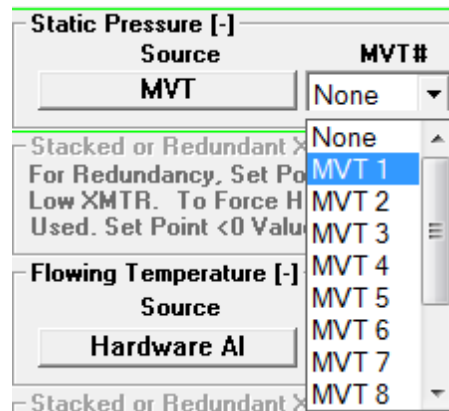 Static Pressure [-]
Source MVT#
MVT None
None
MVT 1
MVT 2
MVT 3
MVT 4
MVT 5
MVT 6
MVT 7
MVT 8
Stacked or Redundant
For Redundancy, Set
Low XMTR. To Force
Used. Set Point <0
Flowing Temperature [-]
Source
Hardware AI
Stacked or Redundant